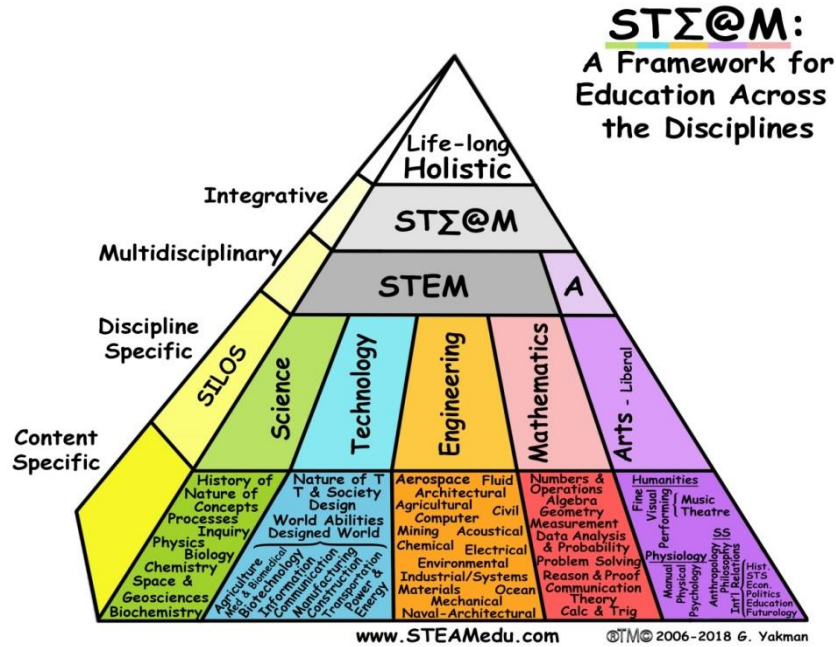 STΣ@M:
A Framework for
Education Across
the Disciplines
Life-long
Holistic
Integrative
STΣ@M
Multidisciplinary
STEM
A
Discipline
Specific
SILOS
Science
Technology
Engineering
Mathematics
Arts - Liberal
Content
Specific
History of
Nature of
Concepts
Processes
Inquiry
Physics
Biology
Chemistry
Space &
Geosciences
Biochemistry
Nature of T
T & Society
Design
World Abilities
Designed World
Agriculture
Med & Biomedical
Biotechnology
Information
Communication
Manufacturing
Construction
Transportation
Power &
Energy
Aerospace Fluid
Architectural
Agricultural Civil
Computer
Mining Acoustical
Chemical Electrical
Environmental
Industrial/Systems
Materials Ocean
Mechanical
Naval-Architectural
Numbers &
Operations
Algebra
Geometry
Measurement
Data Analysis
& Probability
Problem Solving
Reason & Proof
Communication
Theory
Calc & Trig
Humanities
Fine
Visual
Performing
Music
Theatre
Physiology
Manual
Physical
Psychology
SS
Anthropology
Philosophy
Int'l Relations
Hist.
STS
Econ.
Politics
Education
Futurology
www.STEAMedu.com
®TM© 2006-2018 G. Yakman